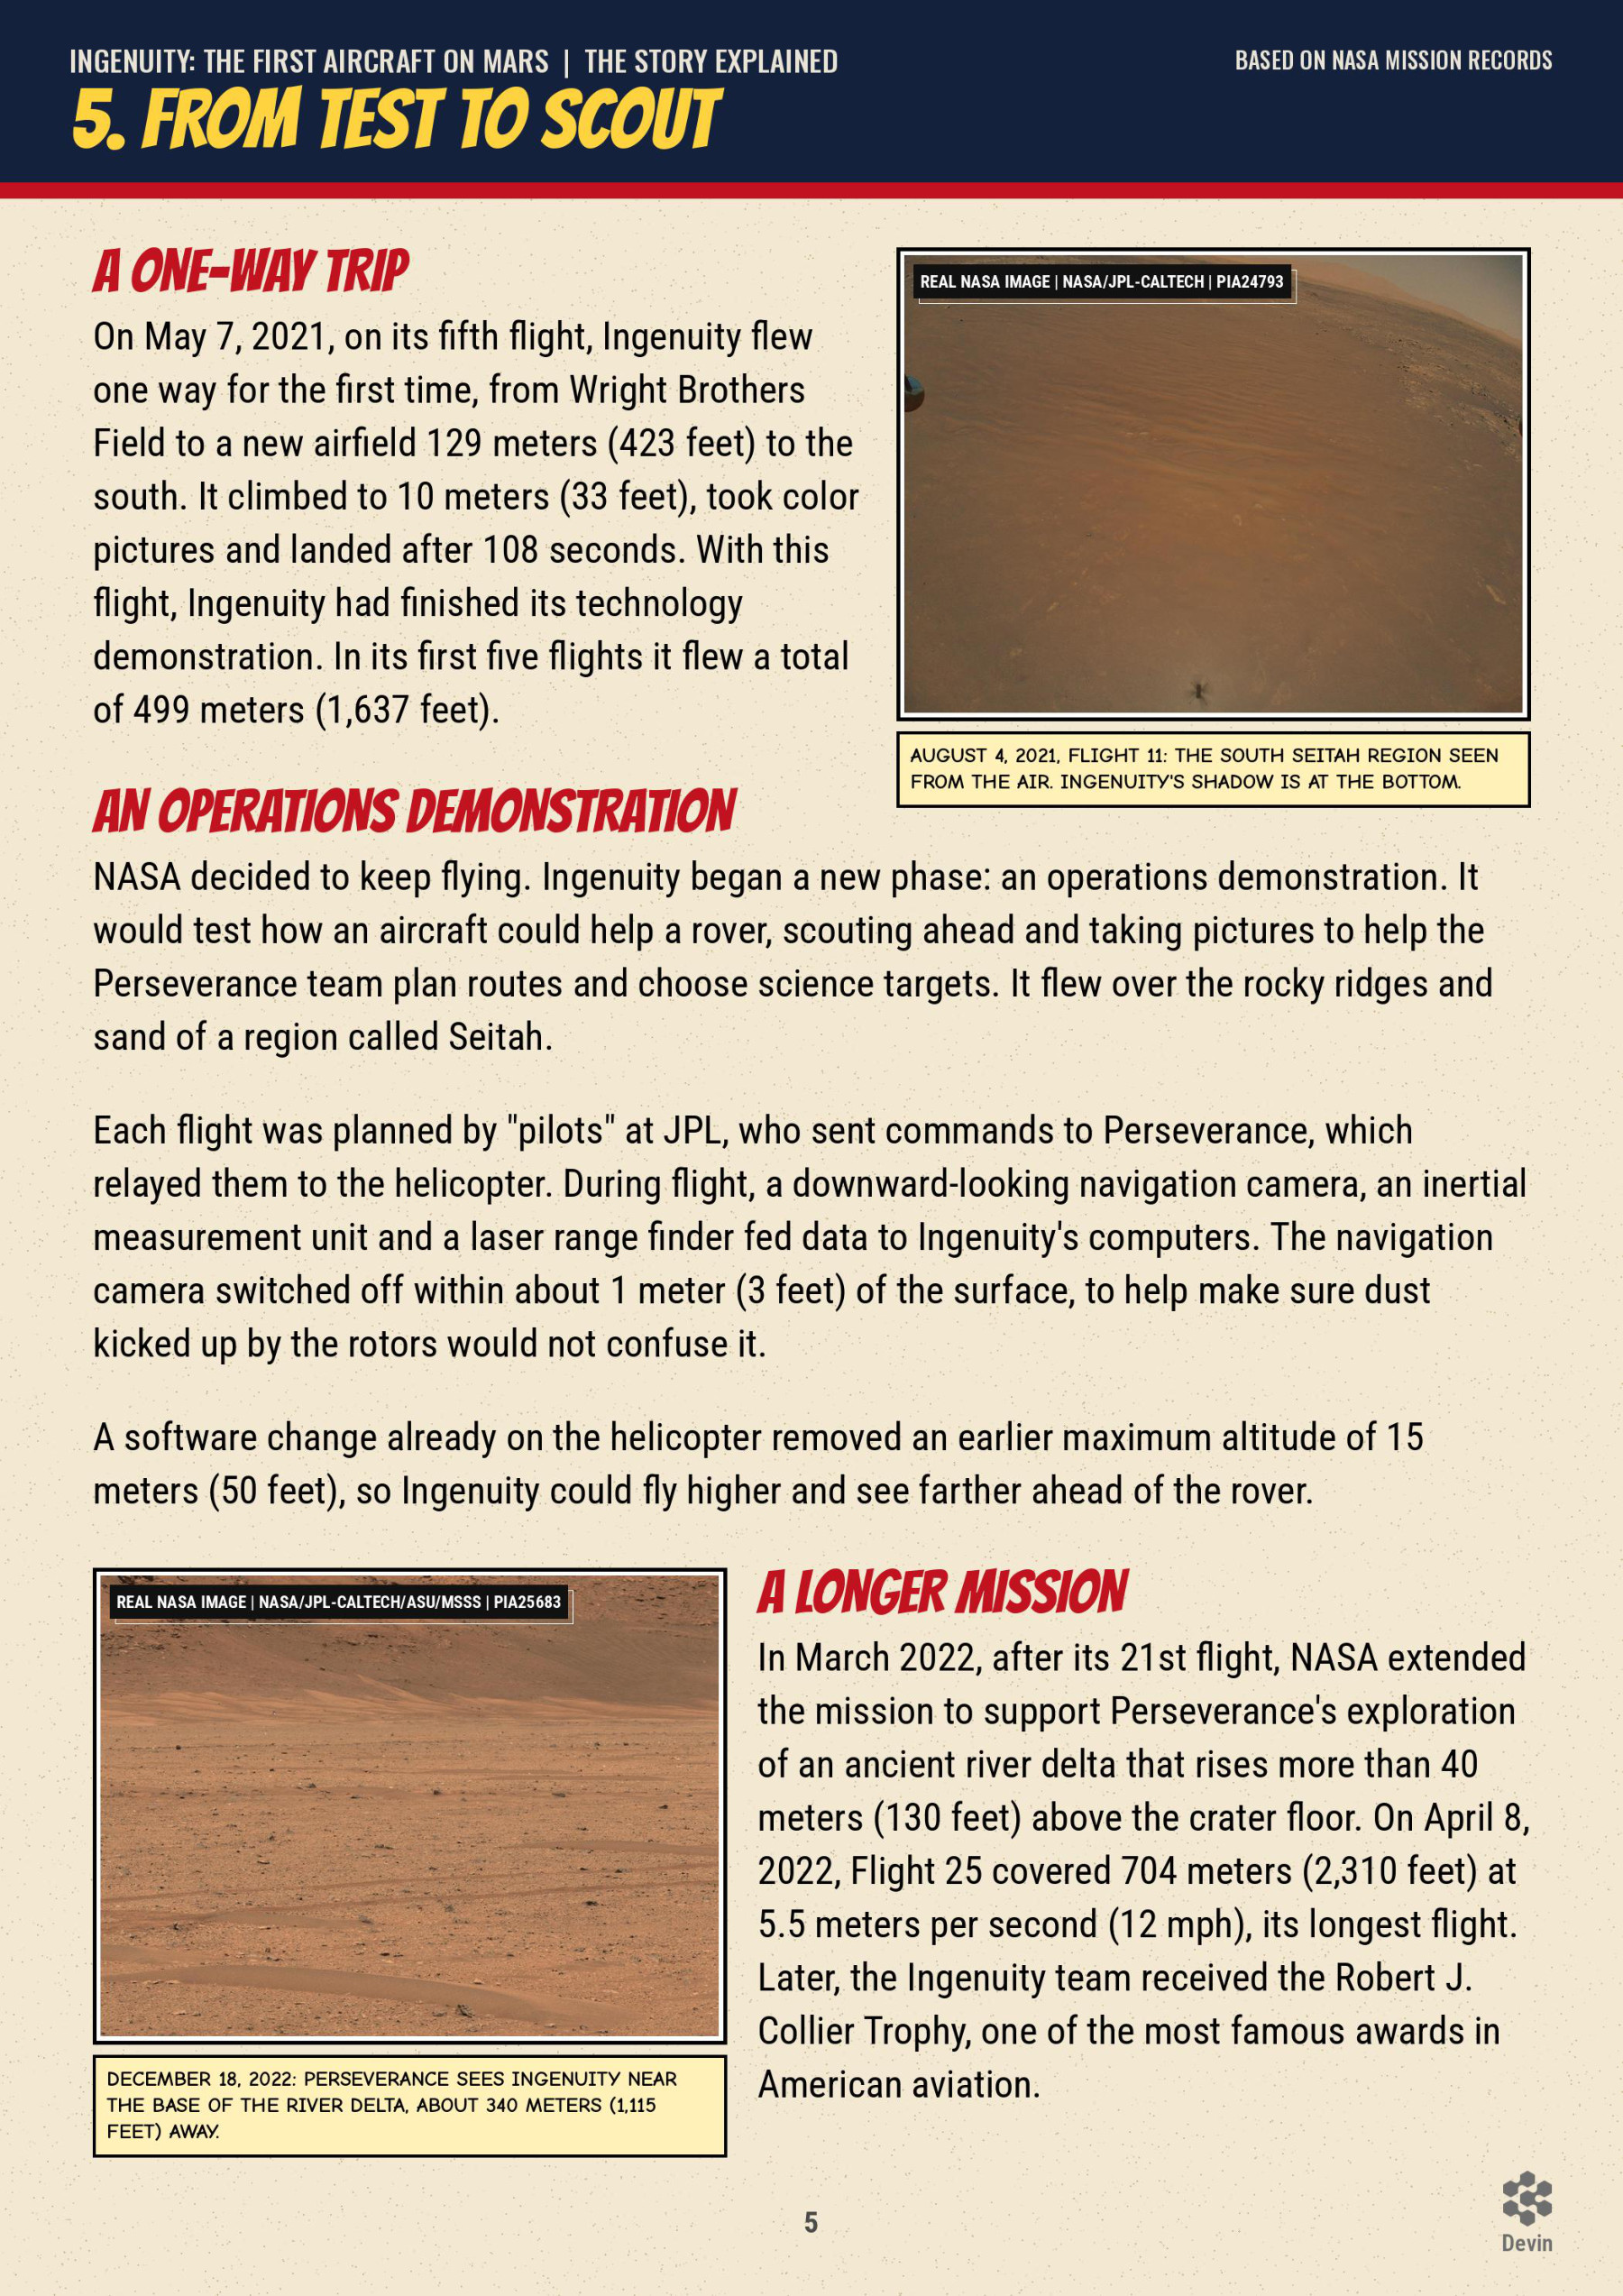 INGENUITY: THE FIRST AIRCRAFT ON MARS | THE STORY EXPLAINED
BASED ON NASA MISSION RECORDS
5. FROM TEST TO SCOUT
A ONE-WAY TRIP
On May 7, 2021, on its fifth flight, Ingenuity flew
one way for the first time, from Wright Brothers
Field to a new airfield 129 meters (423 feet) to the
south. It climbed to 10 meters (33 feet), took color
pictures and landed after 108 seconds. With this
flight, Ingenuity had finished its technology
demonstration. In its first five flights it flew a total
of 499 meters (1,637 feet).
REAL NASA IMAGE | NASA/JPL-CALTECH | PIA24793
AUGUST 4, 2021, FLIGHT 11: THE SOUTH SEITAH REGION SEEN
FROM THE AIR. INGENUITY'S SHADOW IS AT THE BOTTOM.
AN OPERATIONS DEMONSTRATION
NASA decided to keep flying. Ingenuity began a new phase: an operations demonstration. It
would test how an aircraft could help a rover, scouting ahead and taking pictures to help the
Perseverance team plan routes and choose science targets. It flew over the rocky ridges and
sand of a region called Seitah.
Each flight was planned by "pilots" at JPL, who sent commands to Perseverance, which
relayed them to the helicopter. During flight, a downward-looking navigation camera, an inertial
measurement unit and a laser range finder fed data to Ingenuity's computers. The navigation
camera switched off within about 1 meter (3 feet) of the surface, to help make sure dust
kicked up by the rotors would not confuse it.
A software change already on the helicopter removed an earlier maximum altitude of 15
meters (50 feet), so Ingenuity could fly higher and see farther ahead of the rover.
REAL NASA IMAGE | NASA/JPL-CALTECH/ASU/MSSS | PIA25683
DECEMBER 18, 2022: PERSEVERANCE SEES INGENUITY NEAR
THE BASE OF THE RIVER DELTA, ABOUT 340 METERS (1,115
FEET) AWAY.
A LONGER MISSION
In March 2022, after its 21st flight, NASA extended
the mission to support Perseverance's exploration
of an ancient river delta that rises more than 40
meters (130 feet) above the crater floor. On April 8,
2022, Flight 25 covered 704 meters (2,310 feet) at
5.5 meters per second (12 mph), its longest flight.
Later, the Ingenuity team received the Robert J.
Collier Trophy, one of the most famous awards in
American aviation.
5
Devin